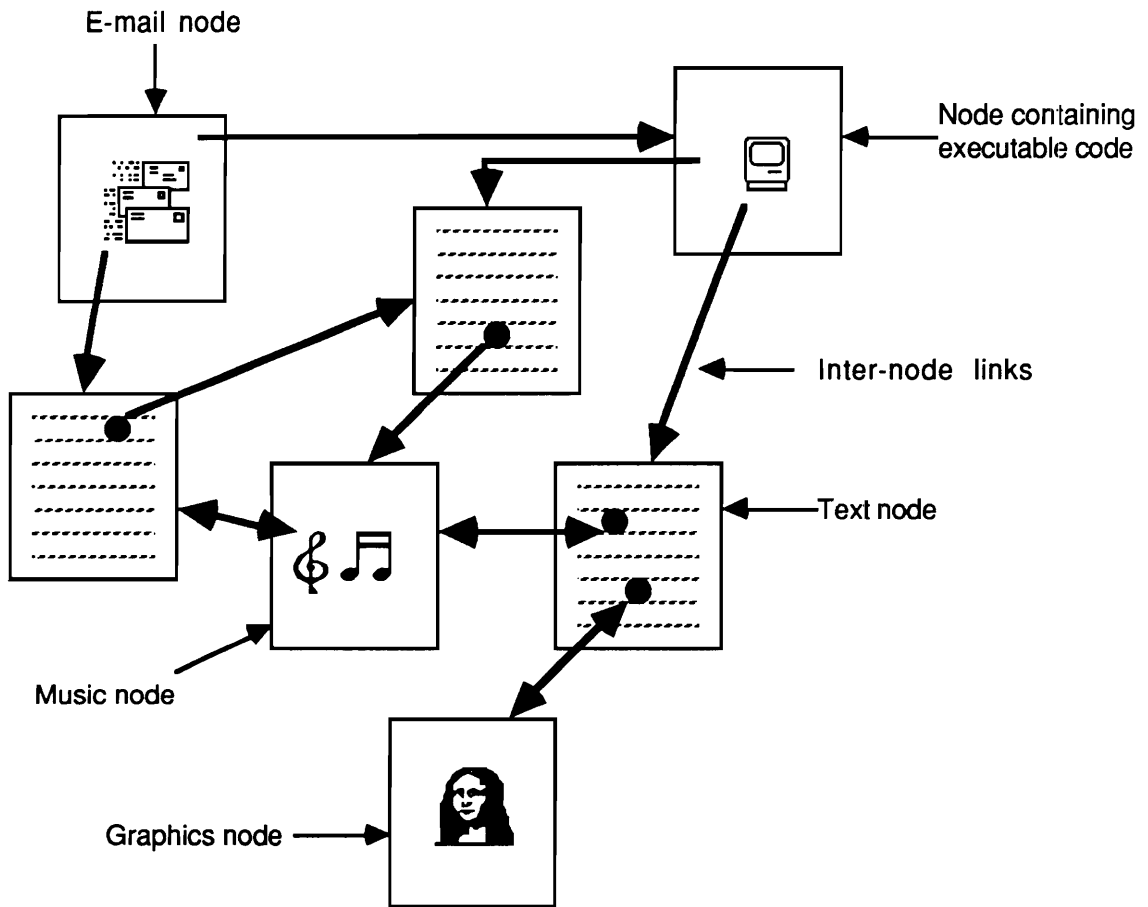 E-mail node
Node containing
executable code
Inter-node links
Text node
Music node
Graphics node